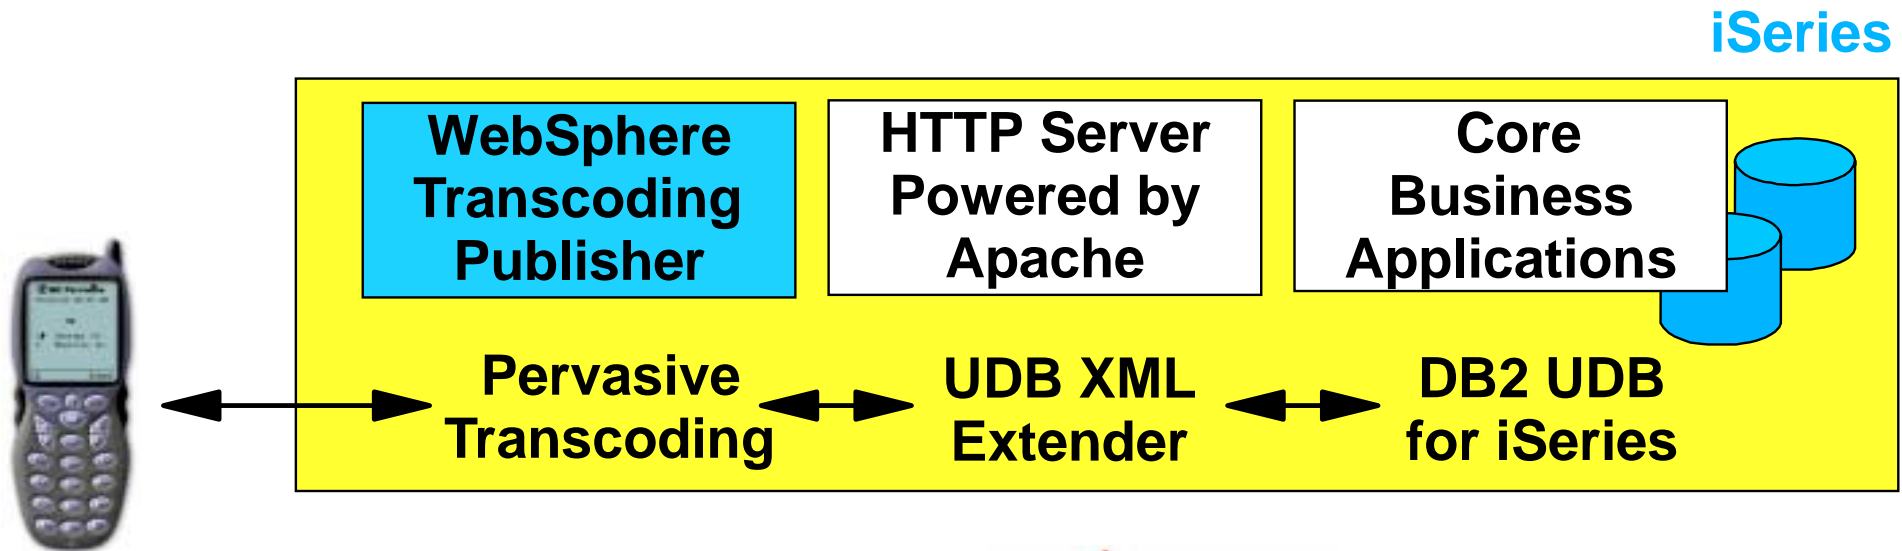 iSeries
WebSphere
Transcoding
Publisher
HTTP Server
Powered by
Apache
Core
Business
Applications
Pervasive
Transcoding
UDB XML
Extender
DB2 UDB
for iSeries